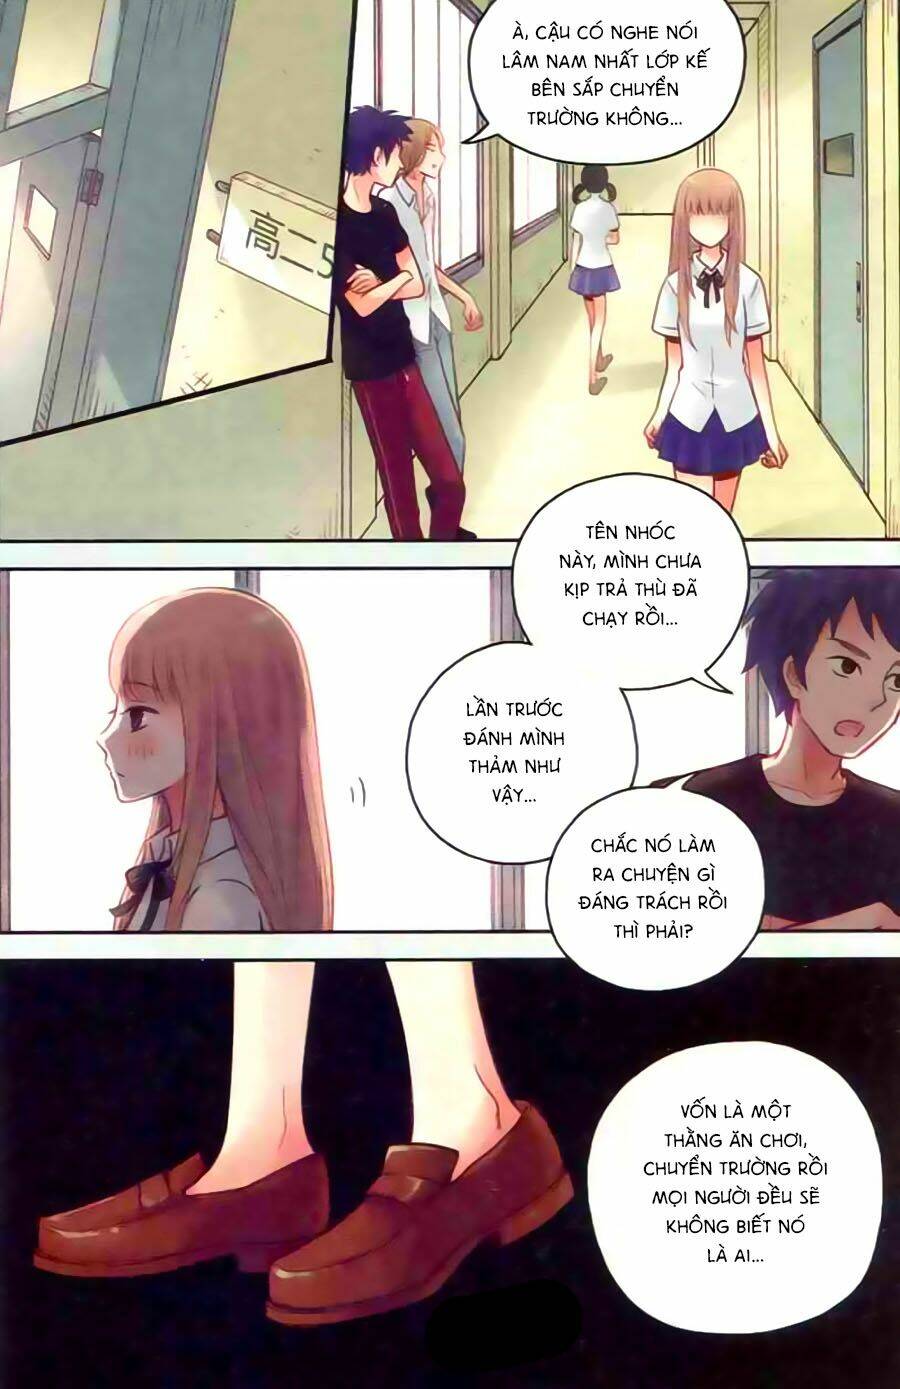 À, CẬU CÓ NGHE NÓI
LÂM NAM NHẤT LỚP KẾ
BÊN SẮP CHUYỂN
TRƯỜNG KHÔNG...
高二5
TÊN NHÓC
NÀY, MÌNH CHƯA
KỊP TRẢ THÙ ĐÃ
CHẠY RỒI...
LẦN TRƯỚC
ĐÁNH MÌNH
THẢM NHƯ
VẬY...
CHẮC NÓ LÀM
RA CHUYỆN GÌ
ĐÁNG TRÁCH RỒI
THÌ PHẢI?
VỐN LÀ MỘT
THẰNG ĂN CHƠI,
CHUYỂN TRƯỜNG RỒI
MỌI NGƯỜI ĐỀU SẼ
KHÔNG BIẾT NÓ
LÀ AI...